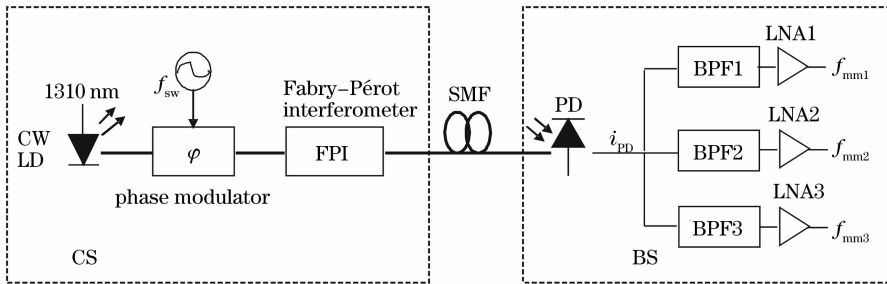 1310 nm
CW
LD
f_sw
φ
phase modulator
Fabry–Pérot
interferometer
FPI
CS
SMF
PD
i_PD
BPF1
LNA1
f_mm1
BPF2
LNA2
f_mm2
BPF3
LNA3
f_mm3
BS